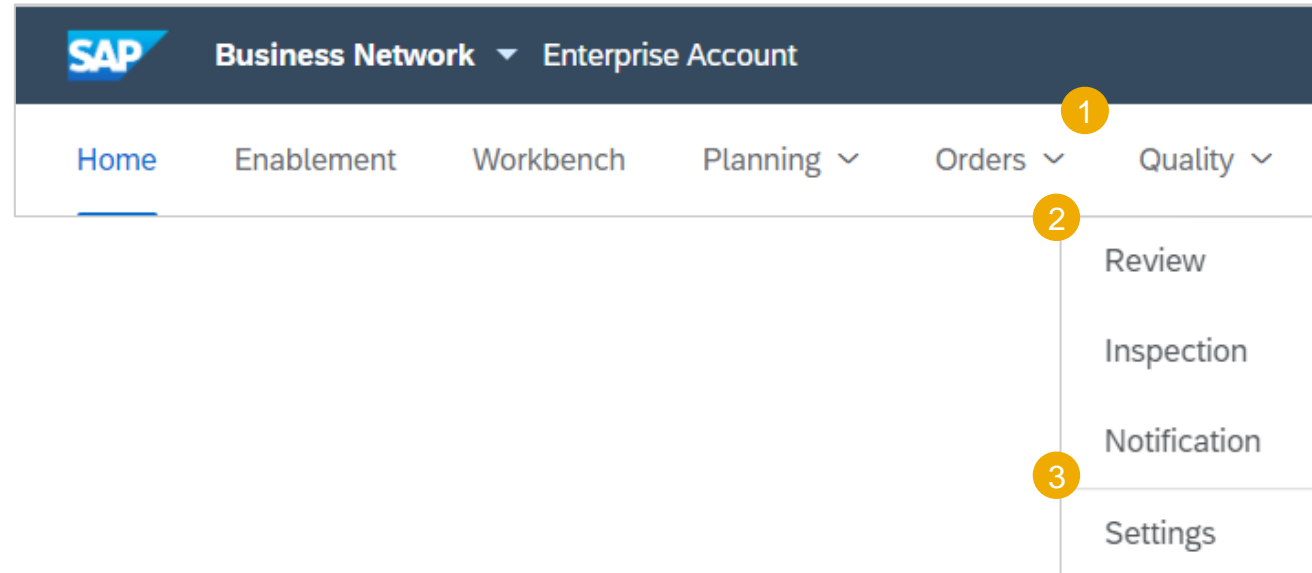 SAP Business Network Enterprise Account
1
Home Enablement Workbench Planning Orders Quality
2
Review
Inspection
Notification
3
Settings